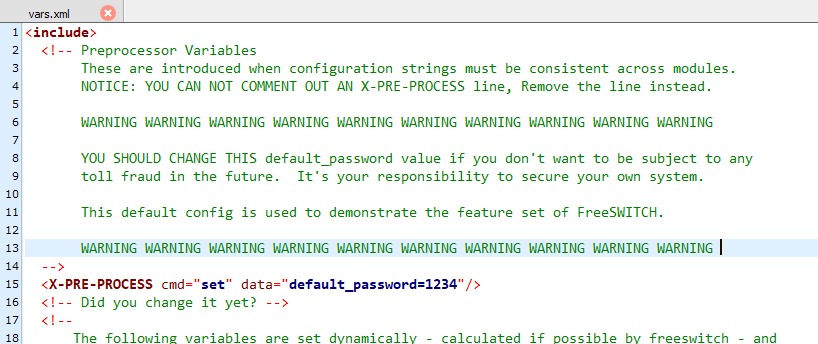 vars.xml
1 <include>
2 <!-- Preprocessor Variables
3 These are introduced when configuration strings must be consistent across modules.
4 NOTICE: YOU CAN NOT COMMENT OUT AN X-PRE-PROCESS line, Remove the line instead.
5
6 WARNING WARNING WARNING WARNING WARNING WARNING WARNING WARNING WARNING WARNING
7
8 YOU SHOULD CHANGE THIS default_password value if you don't want to be subject to any
9 toll fraud in the future.  It's your responsibility to secure your own system.
10
11 This default config is used to demonstrate the feature set of FreeSWITCH.
12
13 WARNING WARNING WARNING WARNING WARNING WARNING WARNING WARNING WARNING WARNING
14 -->
15 <X-PRE-PROCESS cmd="set" data="default_password=1234"/>
16 <!-- Did you change it yet? -->
17 <!--
18 The following variables are set dynamically - calculated if possible by freeswitch - and